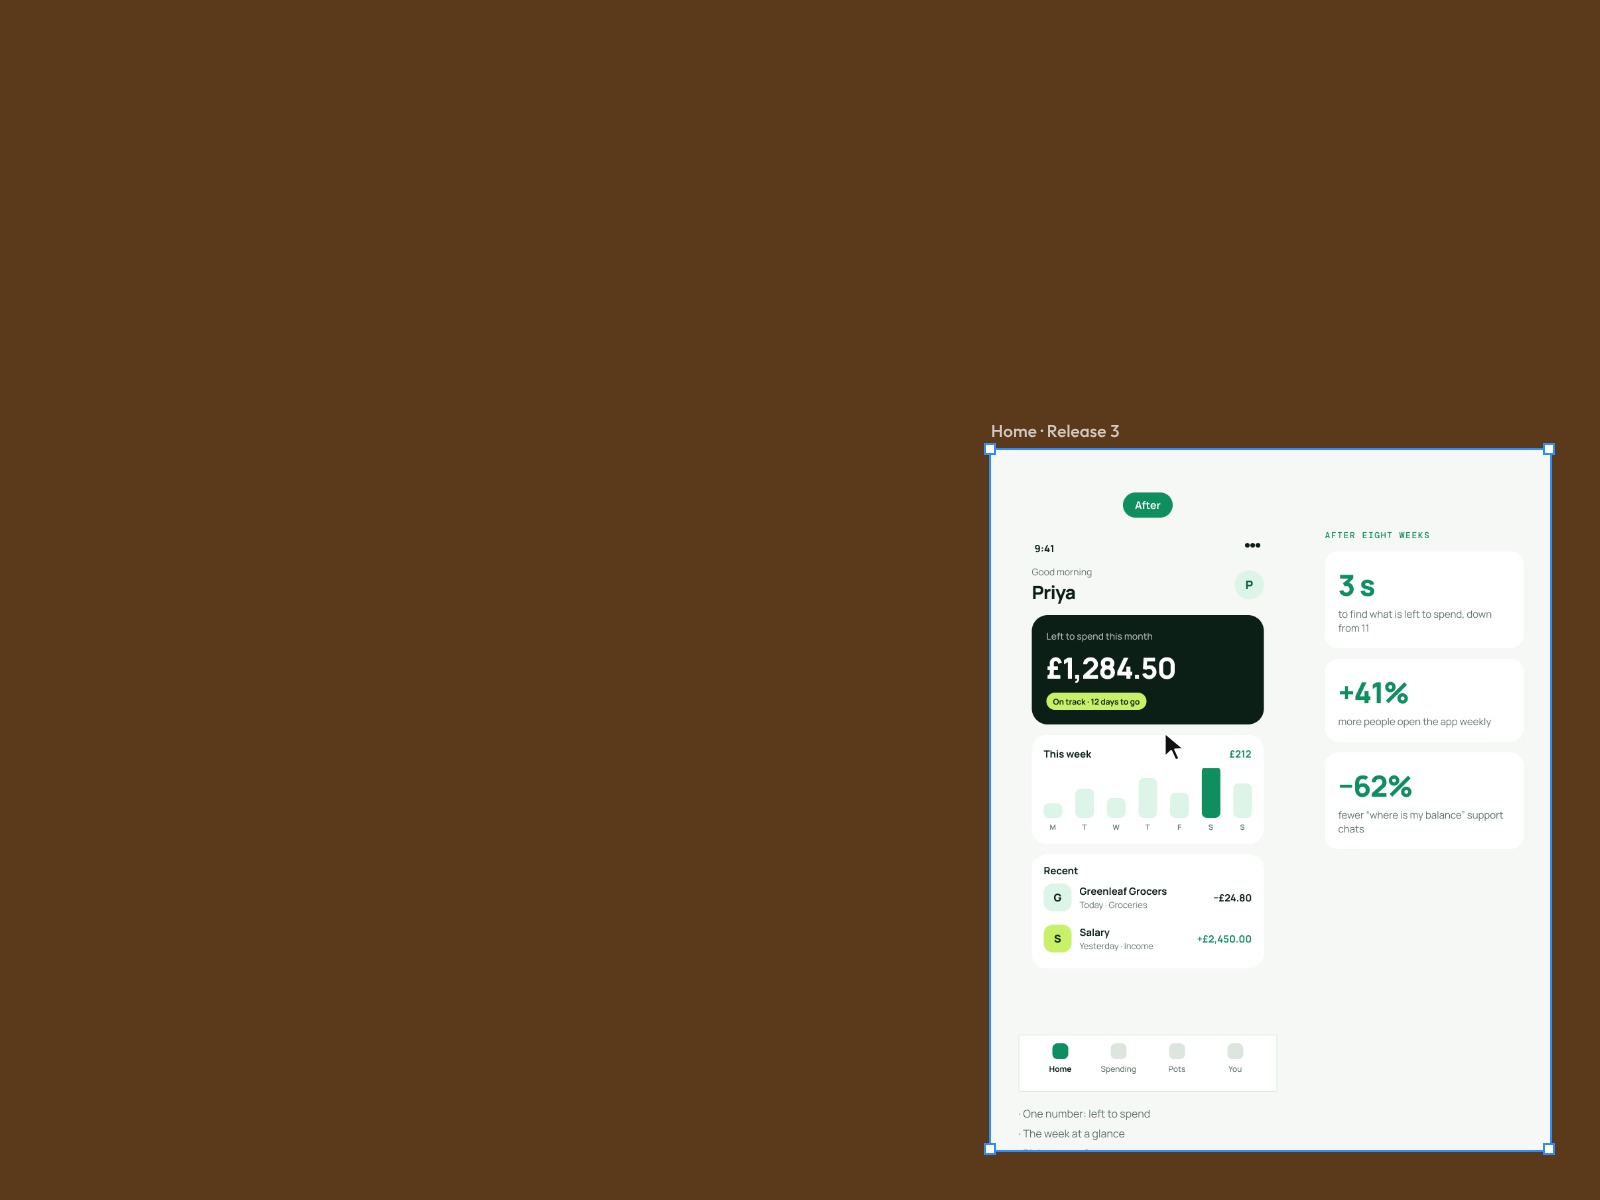 Home · Release 3
After
9:41
Good morning
Priya
P
Left to spend this month
£1,284.50
On track · 12 days to go
This week
£212
M T W T F S S
Recent
G
Greenleaf Grocers
Today · Groceries
−£24.80
S
Salary
Yesterday · Income
+£2,450.00
Home Spending Pots You
· One number: left to spend
· The week at a glance
AFTER EIGHT WEEKS
3 s
to find what is left to spend, down
from 11
+41%
more people open the app weekly
−62%
fewer “where is my balance” support
chats